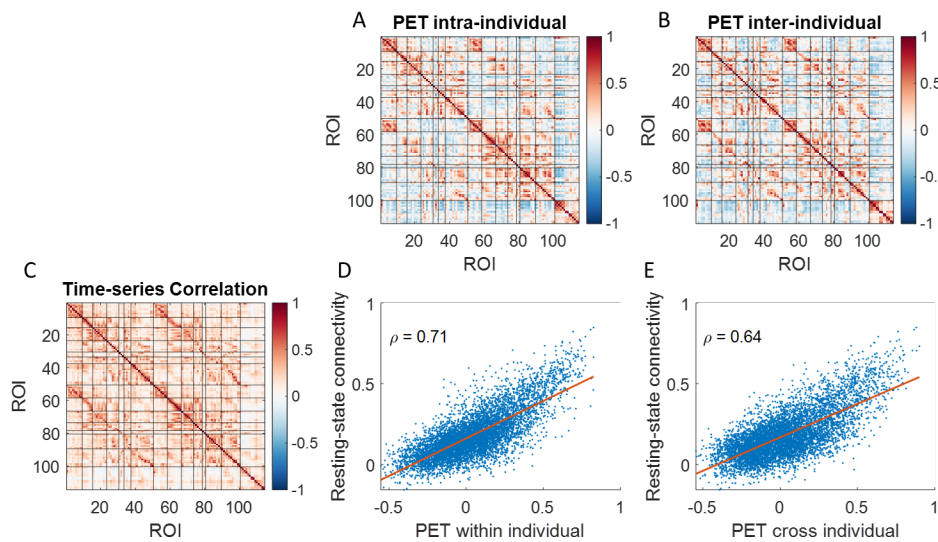 A
PET intra-individual
1
0.5
0
-0.5
-1
20
40
60
80
100
ROI
20 40 60 80 100
ROI
B
PET inter-individual
1
0.5
0
-0.5
-1
20
40
60
80
100
ROI
20 40 60 80 100
ROI
C
Time-series Correlation
1
0.5
0
-0.5
-1
20
40
60
80
100
ROI
20 40 60 80 100
ROI
D
1
0.5
0
Resting-state connectivity
ρ = 0.71
-0.5 0 0.5 1
PET within individual
E
1
0.5
0
Resting-state connectivity
ρ = 0.64
-0.5 0 0.5 1
PET cross individual